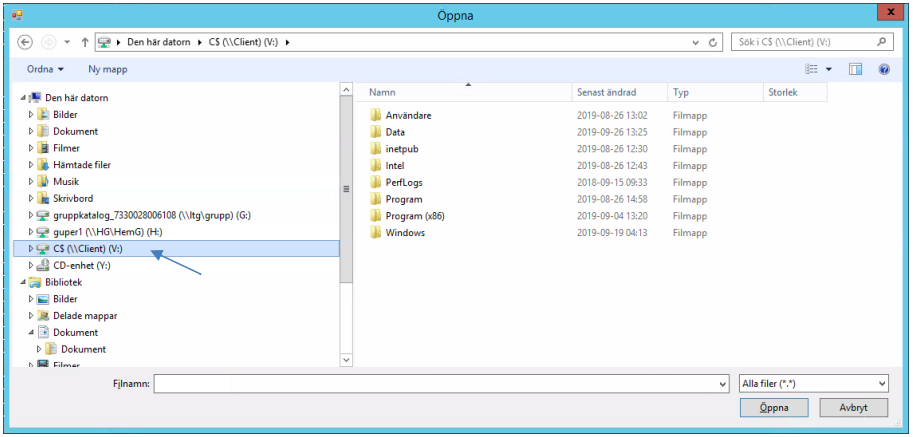 Öppna
Den här datorn C$ (\\Client) (V:)
Sök i C$ (\\Client) (V:)
Ordna Ny mapp
Den här datorn
Bilder
Dokument
Filmer
Hämtade filer
Musik
Skrivbord
gruppkatalog_7330028006108 (\\ltg\grupp) (G:)
guper1 (\\HG\HemG) (H:)
C$ (\\Client) (V:)
CD-enhet (Y:)
Bibliotek
Bilder
Delade mappar
Dokument
Dokument
Filmer
Namn Senast ändrad Typ Storlek
Användare 2019-08-26 13:02 Filmapp
Data 2019-09-26 13:25 Filmapp
inetpub 2019-08-26 12:30 Filmapp
Intel 2019-08-26 12:43 Filmapp
PerfLogs 2018-09-15 09:33 Filmapp
Program 2019-08-26 14:58 Filmapp
Program (x86) 2019-09-04 13:20 Filmapp
Windows 2019-09-19 04:13 Filmapp
Filnamn:
Alla filer (*.*)
Öppna Avbryt